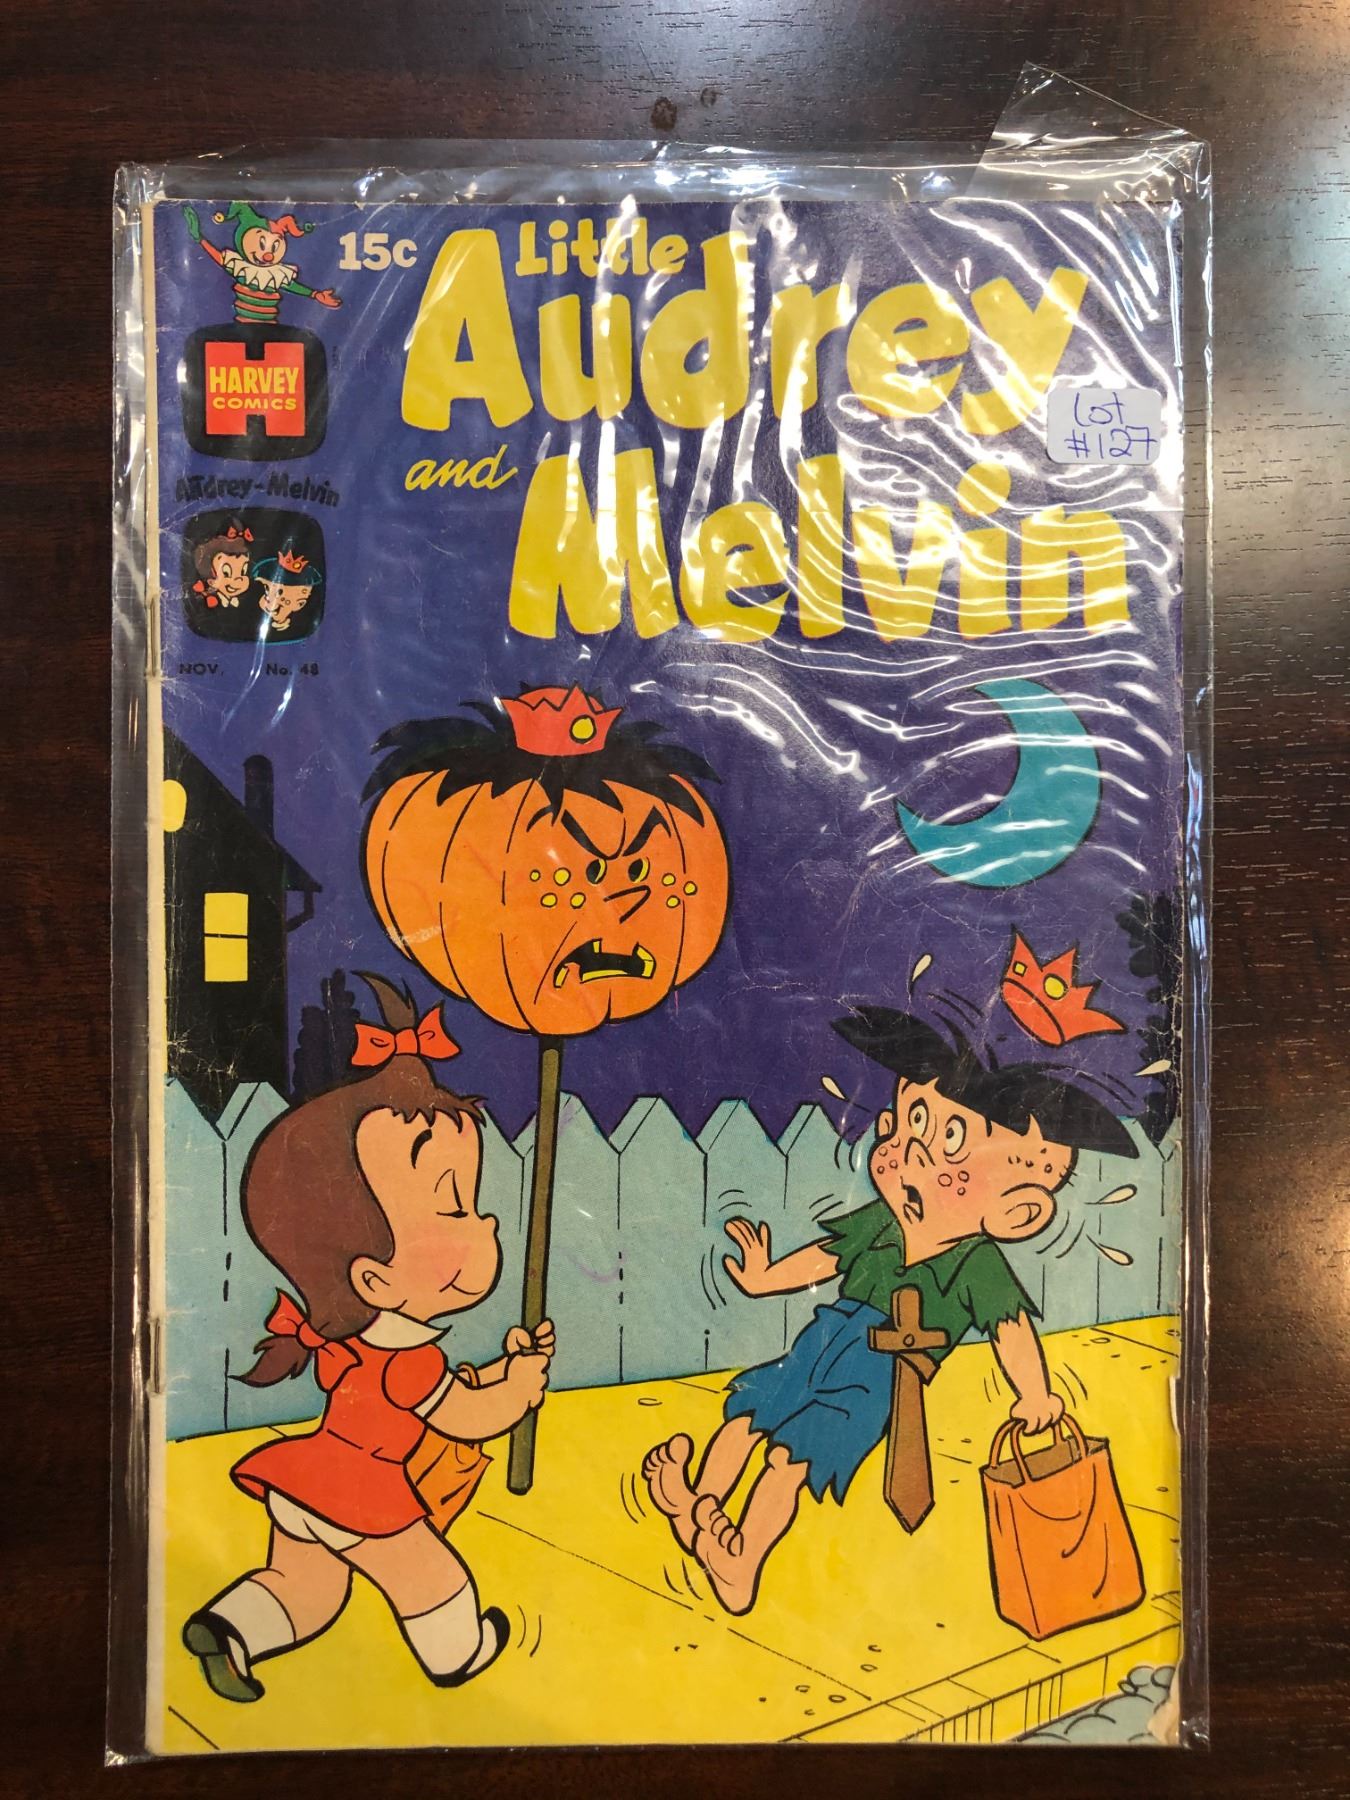 15c
Little
Audrey
and
Melvin
HARVEY
COMICS
Audrey-Melvin
NOV. No. 48
Lot
#127